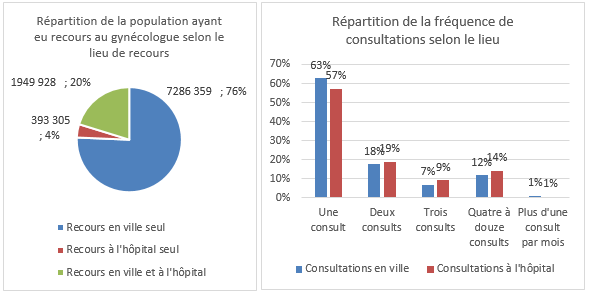 Répartition de la population ayant
eu recours au gynécologue selon le
lieu de recours
1949 928 ; 20%
7286 359 ; 76%
393 305
; 4%
Recours en ville seul
Recours à l'hôpital seul
Recours en ville et à l'hôpital
Répartition de la fréquence de
consultations selon le lieu
70%
60%
50%
40%
30%
20%
10%
0%
63%
57%
18%
19%
7%
9%
12%
14%
1%
1%
Une
consult
Deux
consults
Trois
consults
Quatre à
douze
consults
Plus d'une
consult
par mois
Consultations en ville
Consultations à l'hôpital